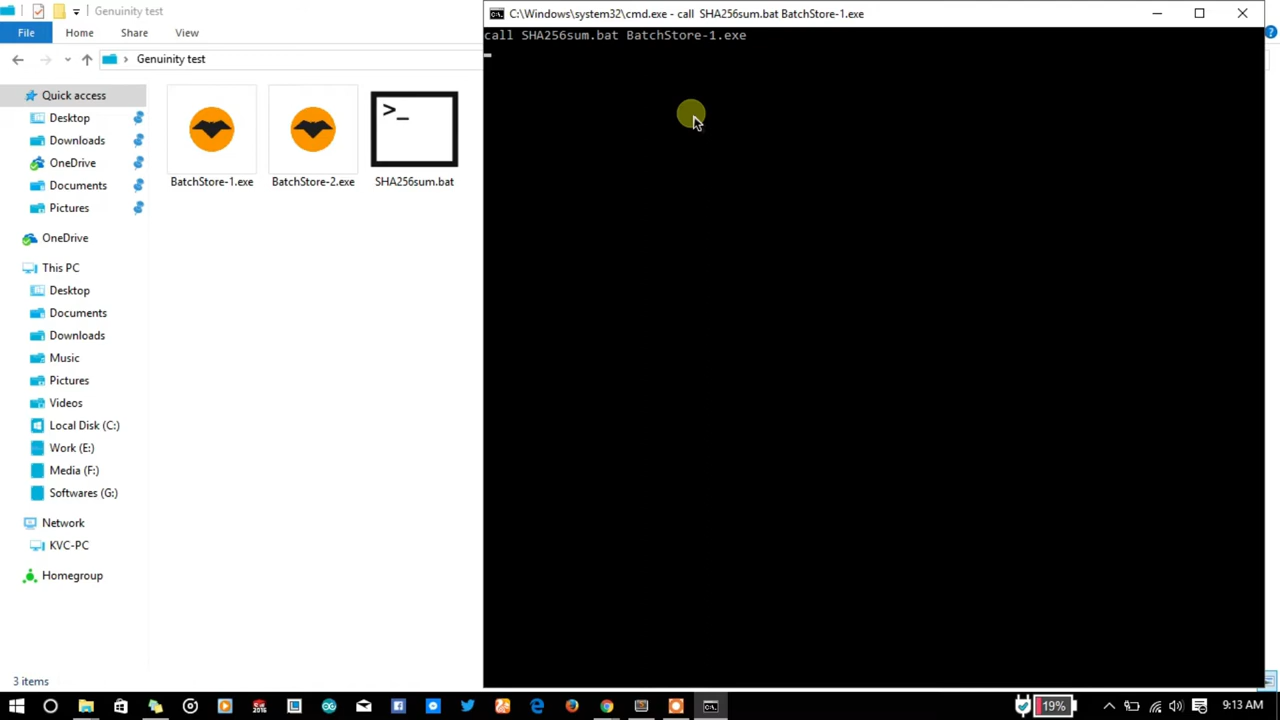 Genuinity test
File
Home
Share
View
Genuinity test
Quick access
Desktop
Downloads
OneDrive
Documents
Pictures
OneDrive
This PC
Desktop
Documents
Downloads
Music
Pictures
Videos
Local Disk (C:)
Work (E:)
Media (F:)
Softwares (G:)
Network
KVC-PC
Homegroup
3 items
BatchStore-1.exe
BatchStore-2.exe
>_
SHA256sum.bat
C:\Windows\system32\cmd.exe - call  SHA256sum.bat BatchStore-1.exe
call SHA256sum.bat BatchStore-1.exe
19%
9:13 AM